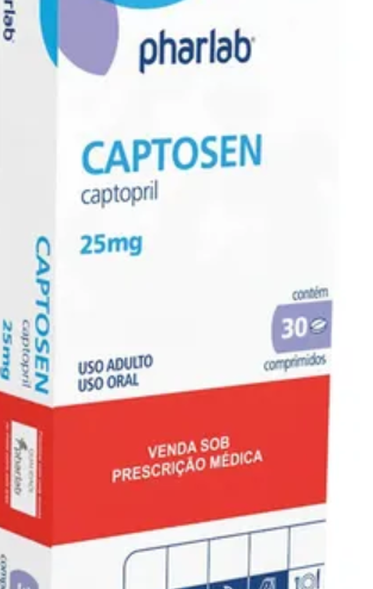 pharlab
CAPTOSEN
captopril
25mg
contém
30
comprimidos
USO ADULTO
USO ORAL
VENDA SOB
PRESCRIÇÃO MÉDICA
CAPTOSEN
captopril
25mg
pharlab